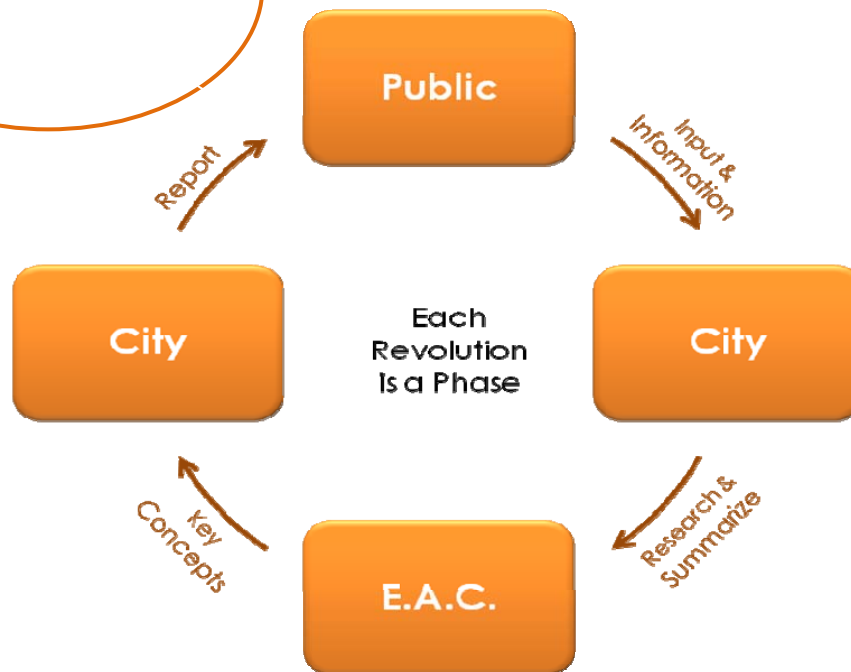 Public
Input &
Information
City
Research &
Summarize
E.A.C.
Key
Concepts
City
Report
Each
Revolution
Is a Phase